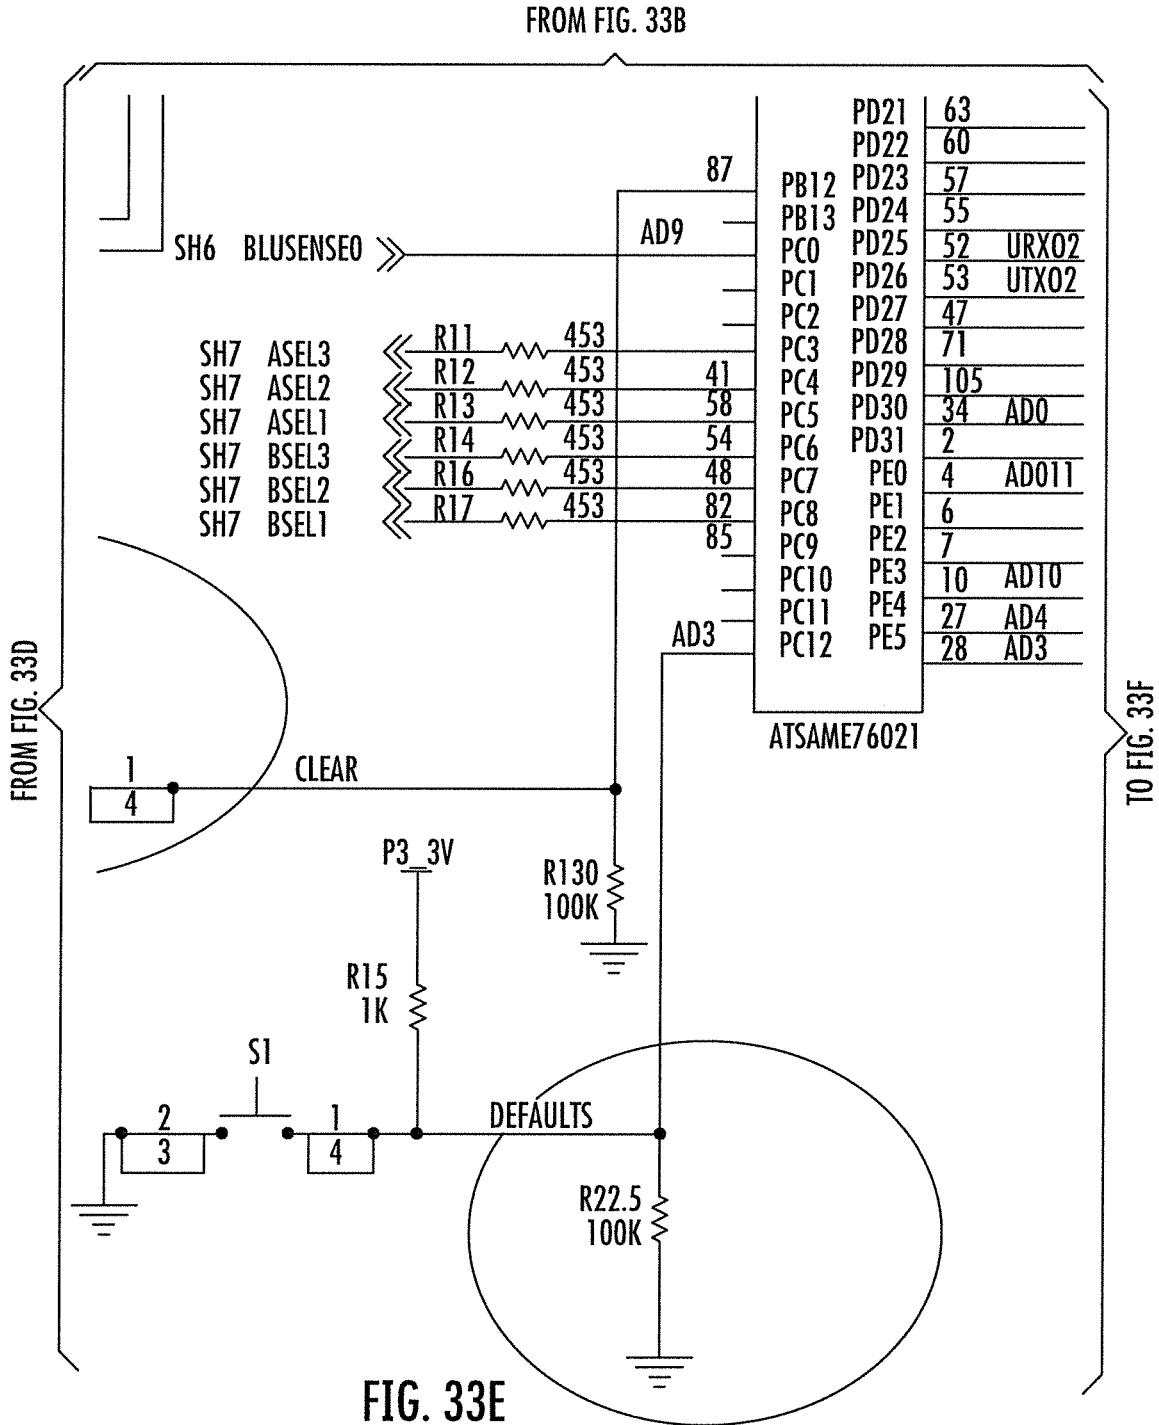 FROM FIG. 33B
PD21 63
PD22 60
87 PB12 PD23 57
PB13 PD24 55
SH6 BLUSENSE0 AD9 PC0 PD25 52 URX02
PC1 PD26 53 UTX02
PC2 PD27 47
SH7 ASEL3 R11 453 PC3 PD28 71
SH7 ASEL2 R12 453 41 PC4 PD29 105
SH7 ASEL1 R13 453 58 PC5 PD30 34 AD0
SH7 BSEL3 R14 453 54 PC6 PD31 2
SH7 BSEL2 R16 453 48 PC7 PE0 4 AD011
SH7 BSEL1 R17 453 82 PC8 PE1 6
85 PC9 PE2 7
PC10 PE3 10 AD10
PC11 PE4 27 AD4
AD3 PC12 PE5 28 AD3
ATSAME76021
FROM FIG. 33D
TO FIG. 33F
1 CLEAR
4
P3_3V
R130
100K
R15
1K
S1
2 1 DEFAULTS
3 4
R22.5
100K
FIG. 33E